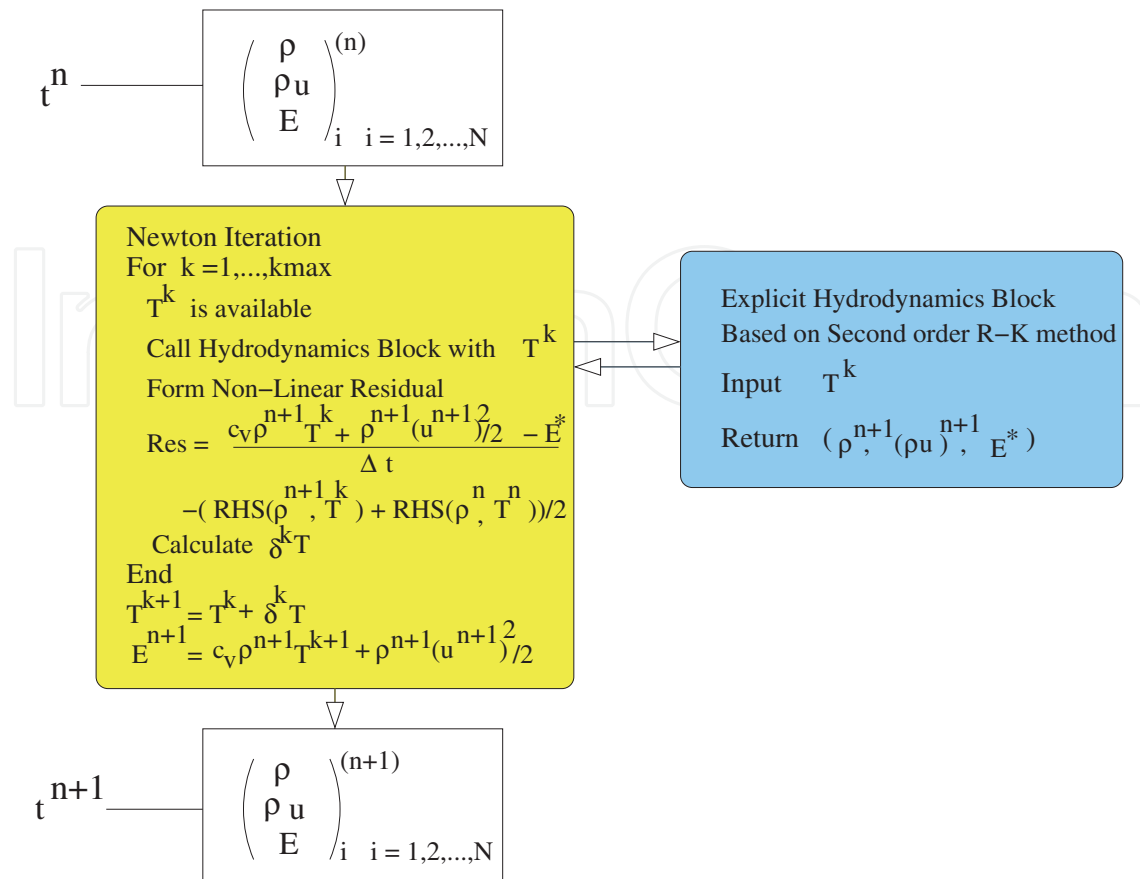 t^n
( ρ
ρu
E )_i^(n) i = 1,2,...,N
Newton Iteration
For k =1,...,kmax
T^k is available
Call Hydrodynamics Block with T^k
Form Non−Linear Residual
Res = (c_v ρ^{n+1} T^k + ρ^{n+1} (u^{n+1})^2/2 − E^*) / Δ t
−( RHS(ρ^{n+1}, T^k) + RHS(ρ^n, T^n))/2
Calculate δ^k T
End
T^{k+1} = T^k + δ^k T
E^{n+1} = c_v ρ^{n+1} T^{k+1} + ρ^{n+1} (u^{n+1})^2/2
Explicit Hydrodynamics Block
Based on Second order R−K method
Input T^k
Return ( ρ^{n+1}, (ρu)^{n+1}, E^* )
t^{n+1}
( ρ
ρ u
E )_i^(n+1) i = 1,2,...,N